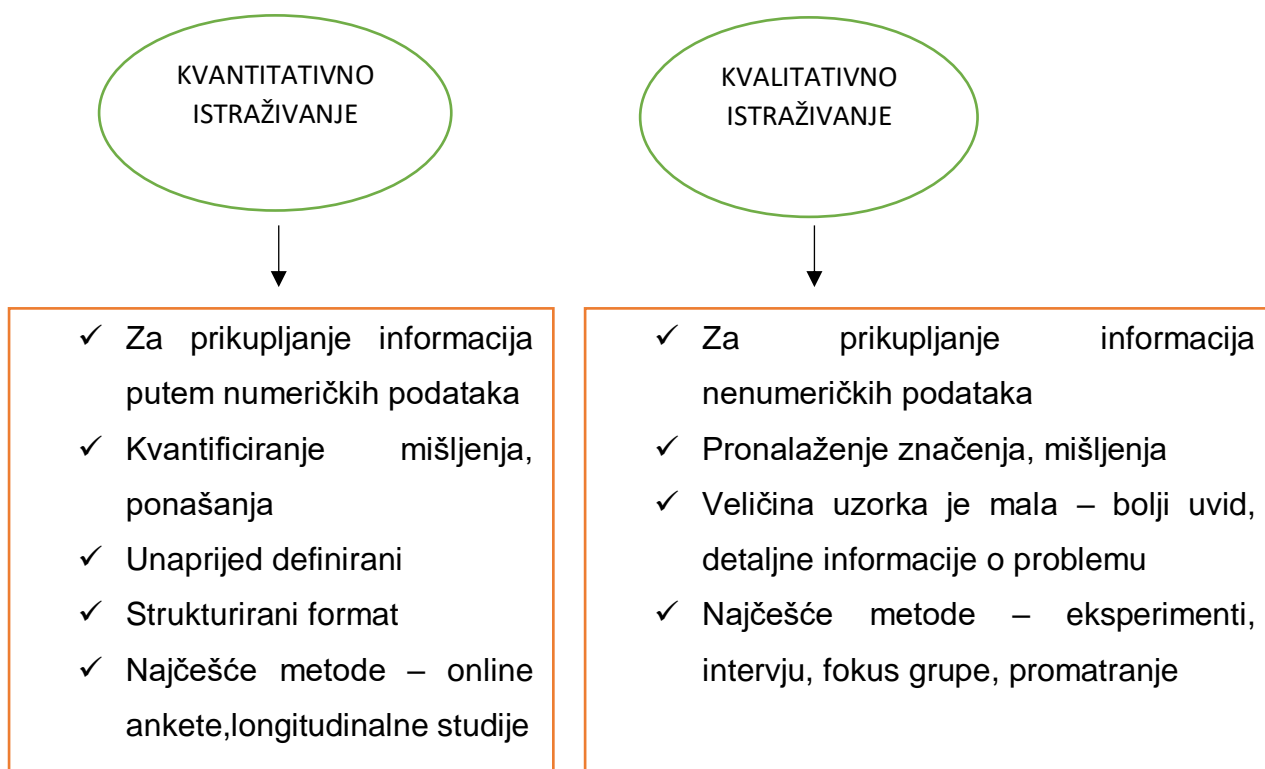 KVANTITATIVNO
ISTRAŽIVANJE
KVALITATIVNO
ISTRAŽIVANJE
✓ Za prikupljanje informacija
putem numeričkih podataka
✓ Kvantificiranje mišljenja,
ponašanja
✓ Unaprijed definirani
✓ Strukturirani format
✓ Najčešće metode – online
ankete,longitudinalne studije
✓ Za prikupljanje informacija
nenumeričkih podataka
✓ Pronalaženje značenja, mišljenja
✓ Veličina uzorka je mala – bolji uvid,
detaljne informacije o problemu
✓ Najčešće metode – eksperimenti,
intervju, fokus grupe, promatranje